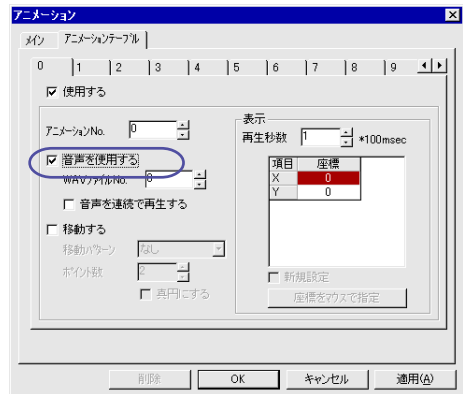 アニメーション
メイン アニメーションテーブル
0 1 2 3 4 5 6 7 8 9
使用する
アニメーションNo. 0
音声を使用する
WAVファイルNo. 0
音声を連続で再生する
移動する
移動パターン なし
ポイント数 2
真円にする
表示
再生秒数 1 *100msec
項目 座標
X 0
Y 0
新規設定
座標をマウスで指定
削除 OK キャンセル 適用(A)